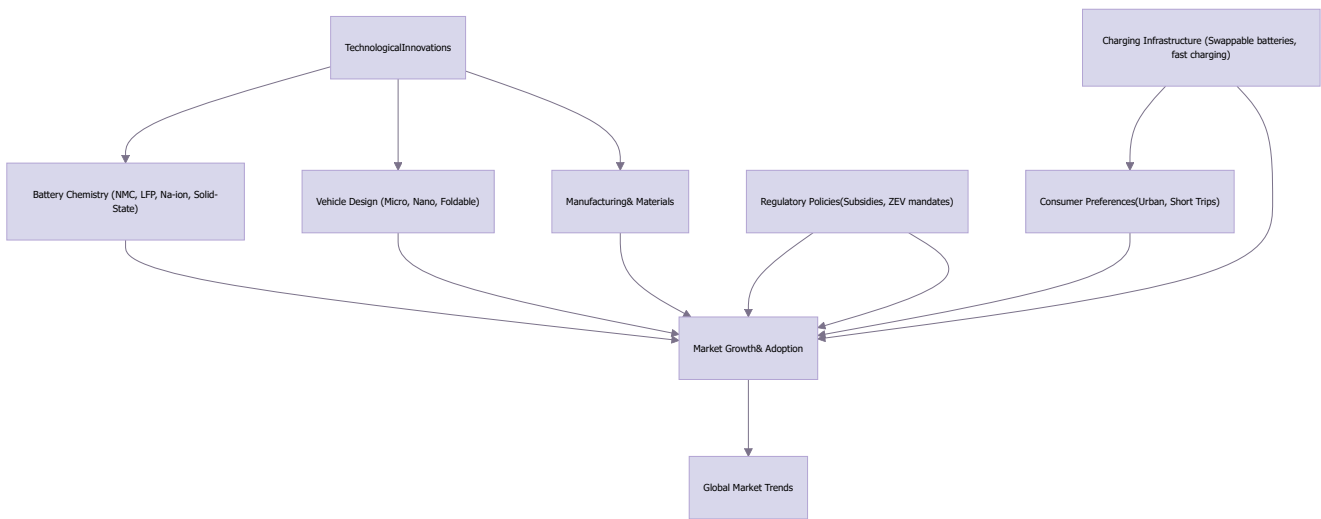 TechnologicalInnovations
Charging Infrastructure (Swappable batteries,
fast charging)
Battery Chemistry (NMC, LFP, Na-ion, Solid-
State)
Vehicle Design (Micro, Nano, Foldable)
Manufacturing& Materials
Regulatory Policies(Subsidies, ZEV mandates)
Consumer Preferences(Urban, Short Trips)
Market Growth& Adoption
Global Market Trends